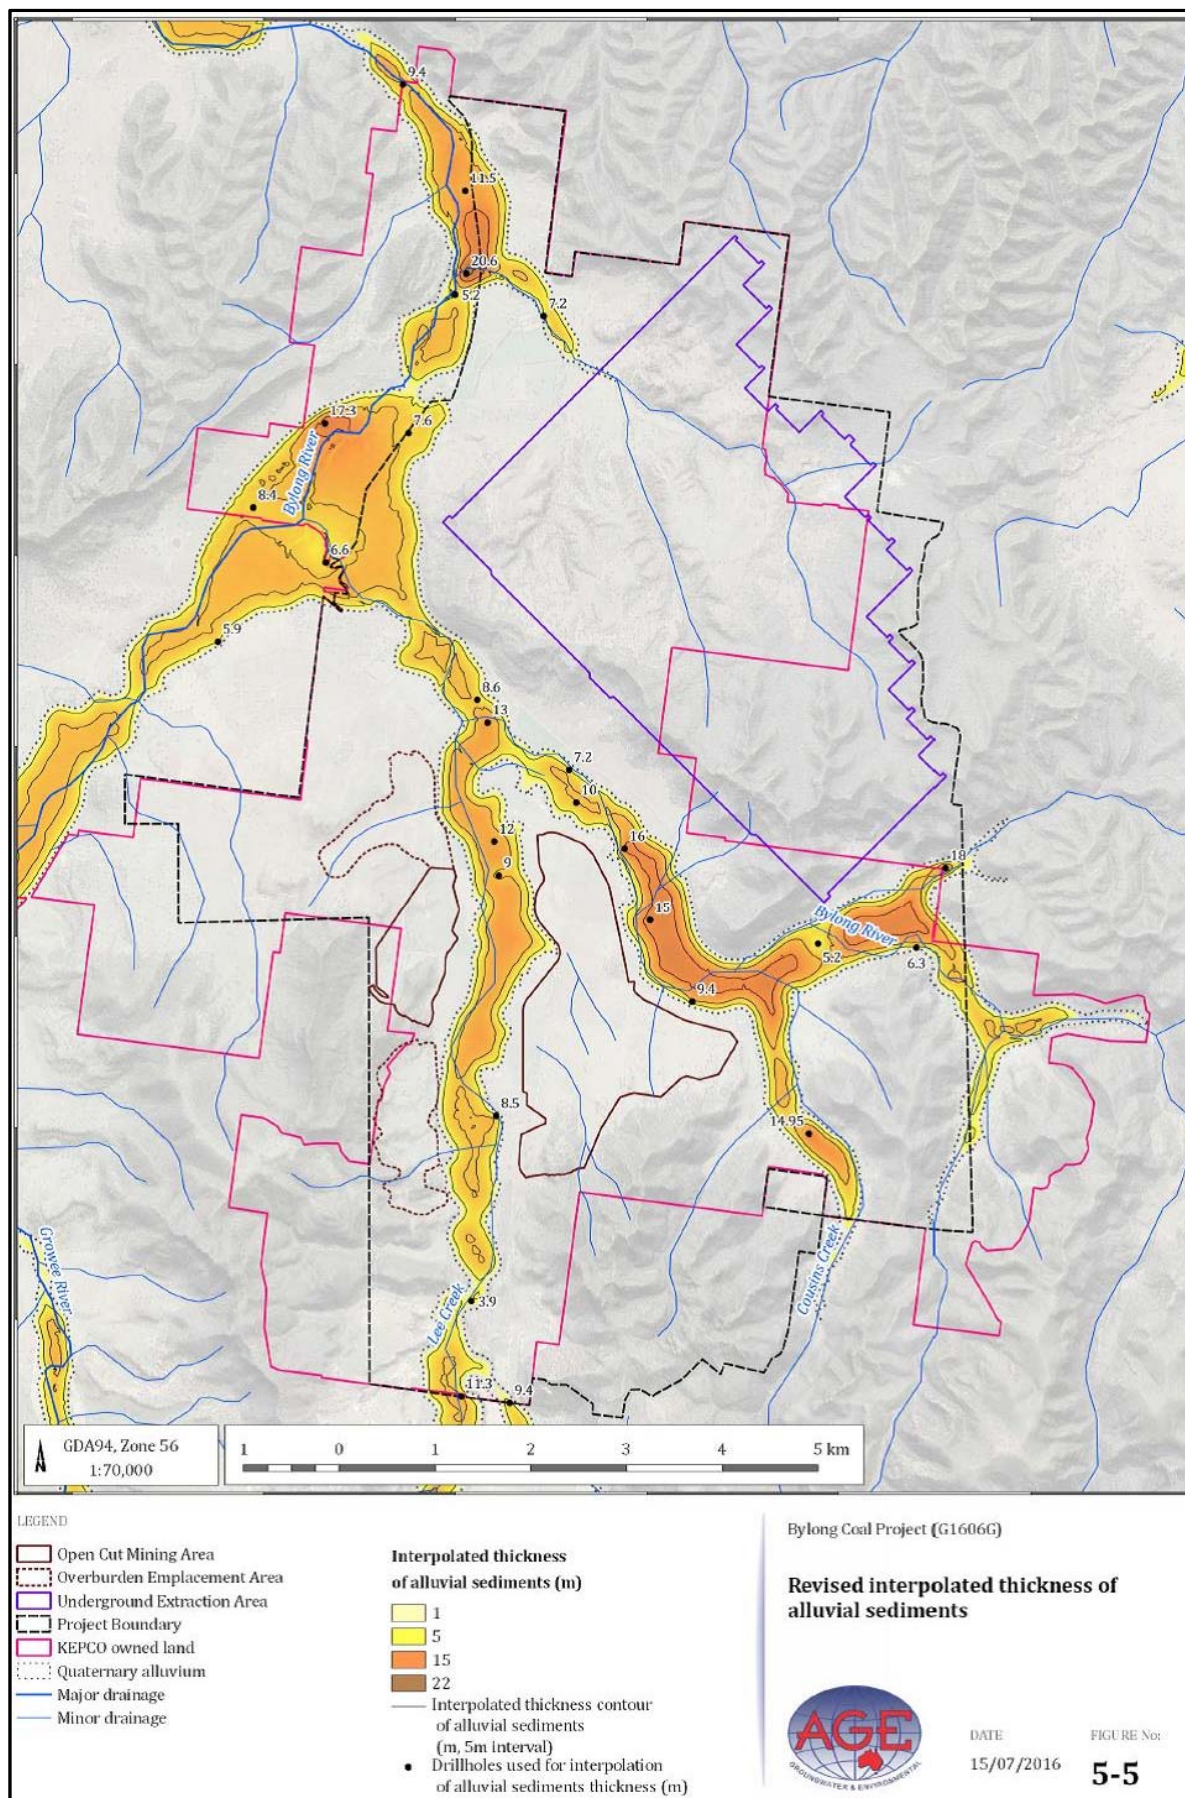 9.4
11.5
20.6
5.2
7.2
17.3
7.6
Bylong River
8.4
6.6
5.9
8.6
13
7.2
10
16
12
9
18
15
Bylong River
5.2
6.3
9.4
8.5
14.95
Growee River
Cousins Creek
3.9
Lee Creek
11.3
9.4
GDA94, Zone 56
1:70,000
1 0 1 2 3 4 5 km
LEGEND
Open Cut Mining Area
Overburden Emplacement Area
Underground Extraction Area
Project Boundary
KEPCO owned land
Quaternary alluvium
Major drainage
Minor drainage
Interpolated thickness
of alluvial sediments (m)
1
5
15
22
Interpolated thickness contour
of alluvial sediments
(m, 5m interval)
Drillholes used for interpolation
of alluvial sediments thickness (m)
Bylong Coal Project (G1606G)
Revised interpolated thickness of
alluvial sediments
AGE
GROUNDWATER & ENVIRONMENTAL
DATE
15/07/2016
FIGURE No:
5-5